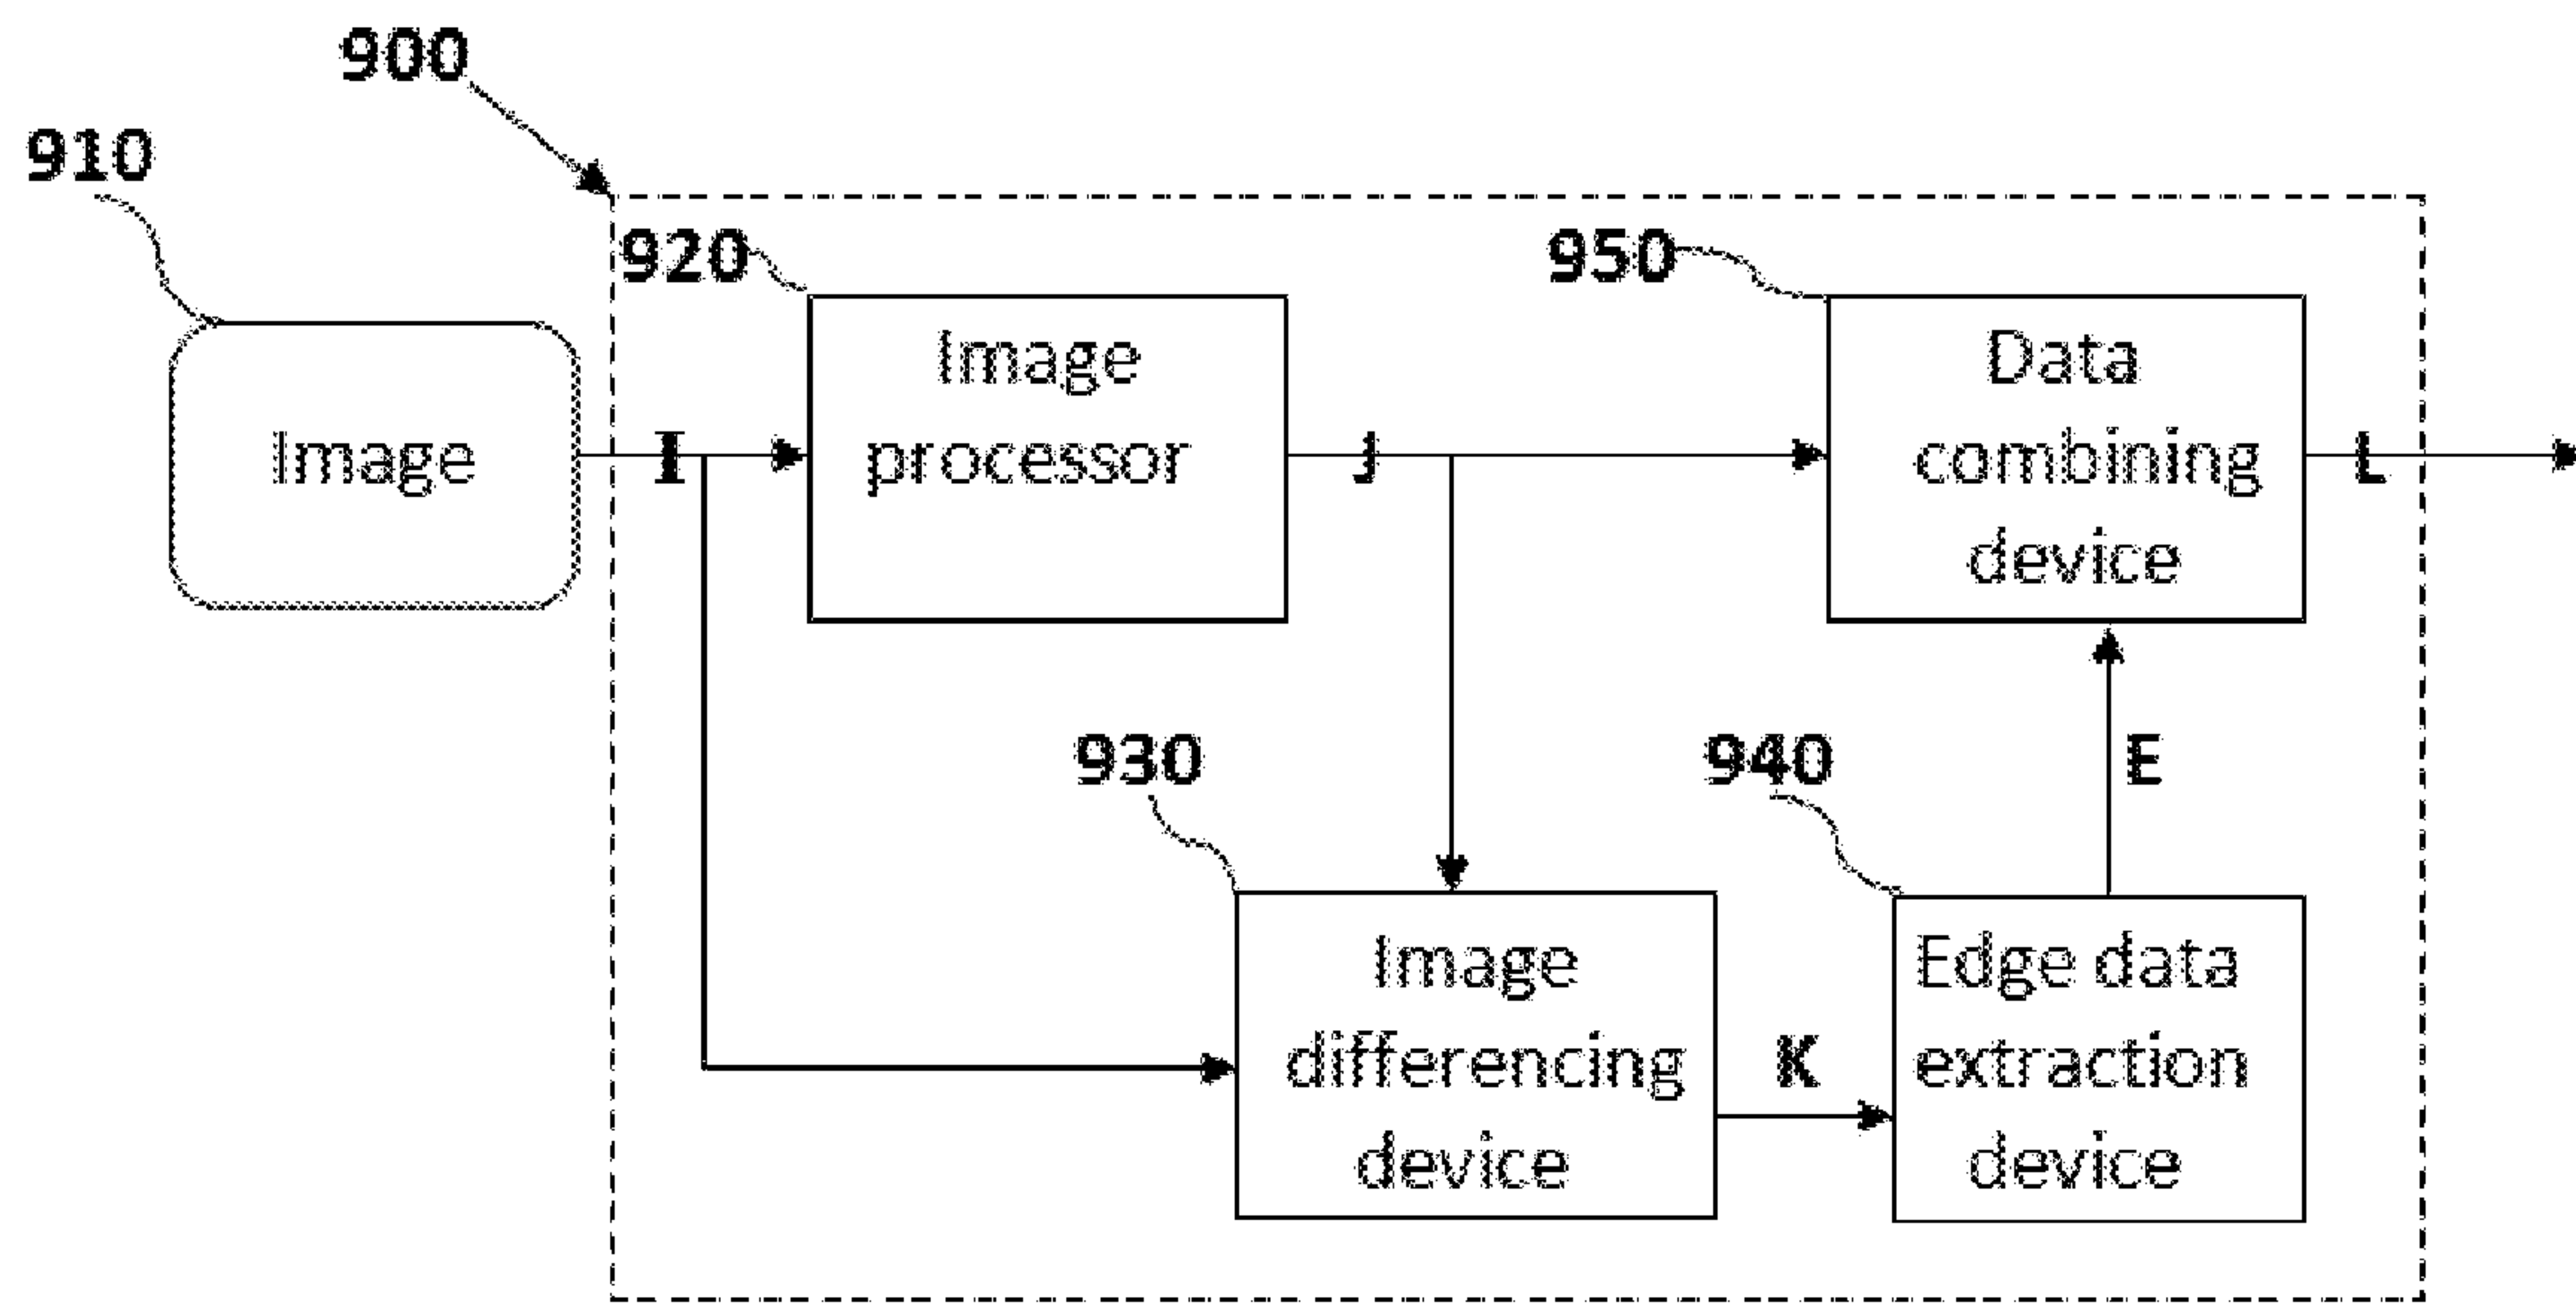 900
910
920
950
Image
processor
Data
combining
device
Image
I
J
L
930
940
E
Image
differencing
device
K
Edge data
extraction
device